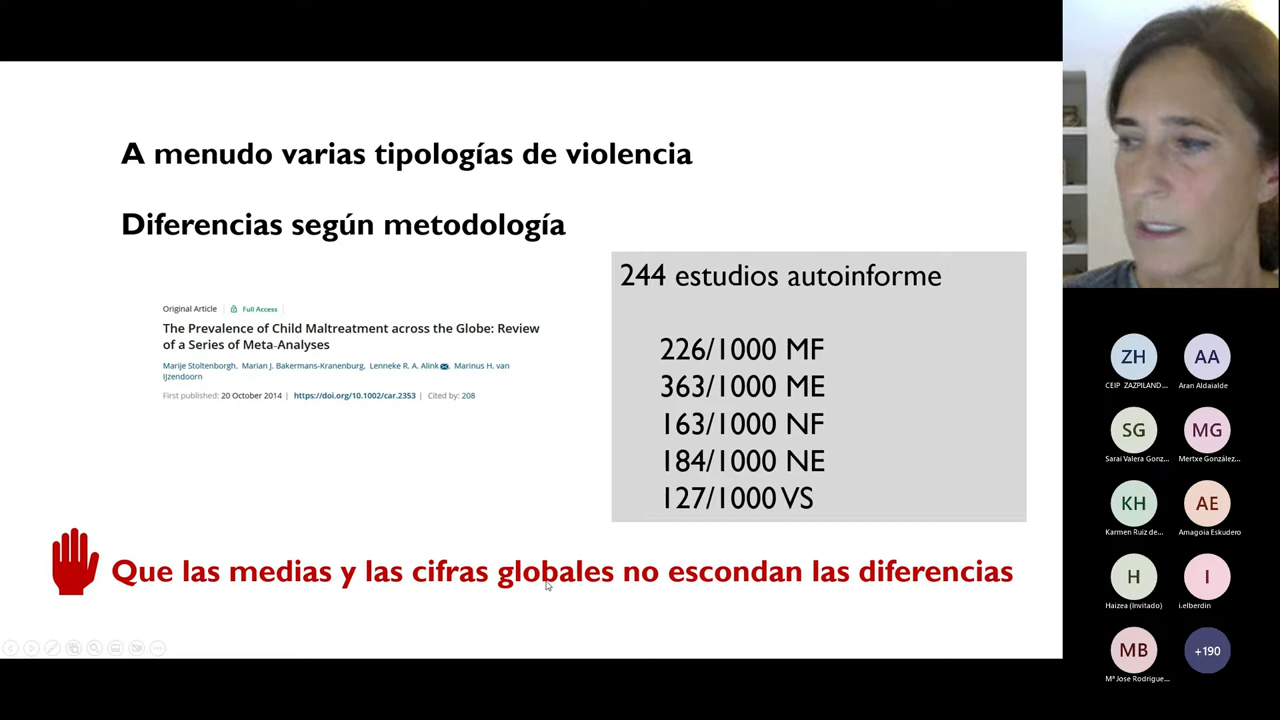 A menudo varias tipologías de violencia
Diferencias según metodología
Original Article
Full Access
The Prevalence of Child Maltreatment across the Globe: Review
of a Series of Meta-Analyses
Marije Stoltenborgh, Marian J. Bakermans-Kranenburg, Lenneke R. A. Alink, Marinus H. van
IJzendoorn
First published: 20 October 2014 | https://doi.org/10.1002/car.2353 | Cited by: 208
244 estudios autoinforme
226/1000 MF
363/1000 ME
163/1000 NF
184/1000 NE
127/1000 VS
Que las medias y las cifras globales no escondan las diferencias
ZH
CEIP ZAZPILAND...
AA
Aran Aldaialde
SG
Sarai Valera Gonz...
MG
Mertxe González...
KH
Karmen Ruiz de...
AE
Amagoia Eskudero
H
Haizea (Invitado)
I
i.elberdin
MB
Mª Jose Rodrigue...
+190